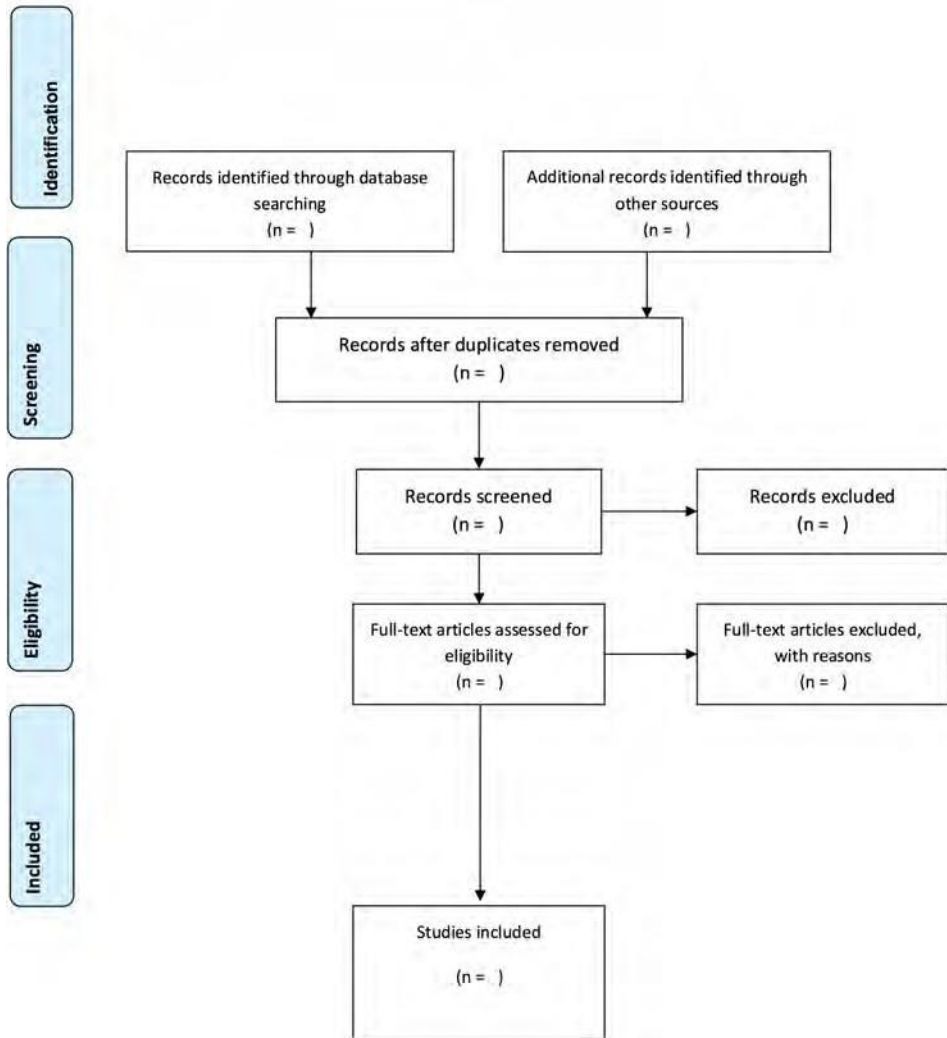 Identification
Records identified through database
searching
(n =   )
Additional records identified through
other sources
(n =   )
Screening
Records after duplicates removed
(n =   )
Records screened
(n =   )
Records excluded
(n =   )
Eligibility
Full-text articles assessed for
eligibility
(n =   )
Full-text articles excluded,
with reasons
(n =   )
Included
Studies included
(n =   )